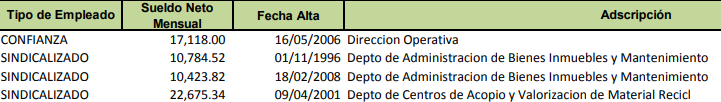 Tipo de Empleado Sueldo Neto Mensual Fecha Alta Adscripción
CONFIANZA 17,118.00 16/05/2006 Direccion Operativa
SINDICALIZADO 10,784.52 01/11/1996 Depto de Administracion de Bienes Inmuebles y Mantenimiento
SINDICALIZADO 10,423.82 18/02/2008 Depto de Administracion de Bienes Inmuebles y Mantenimiento
SINDICALIZADO 22,675.34 09/04/2001 Depto de Centros de Acopio y Valorizacion de Material Recicl